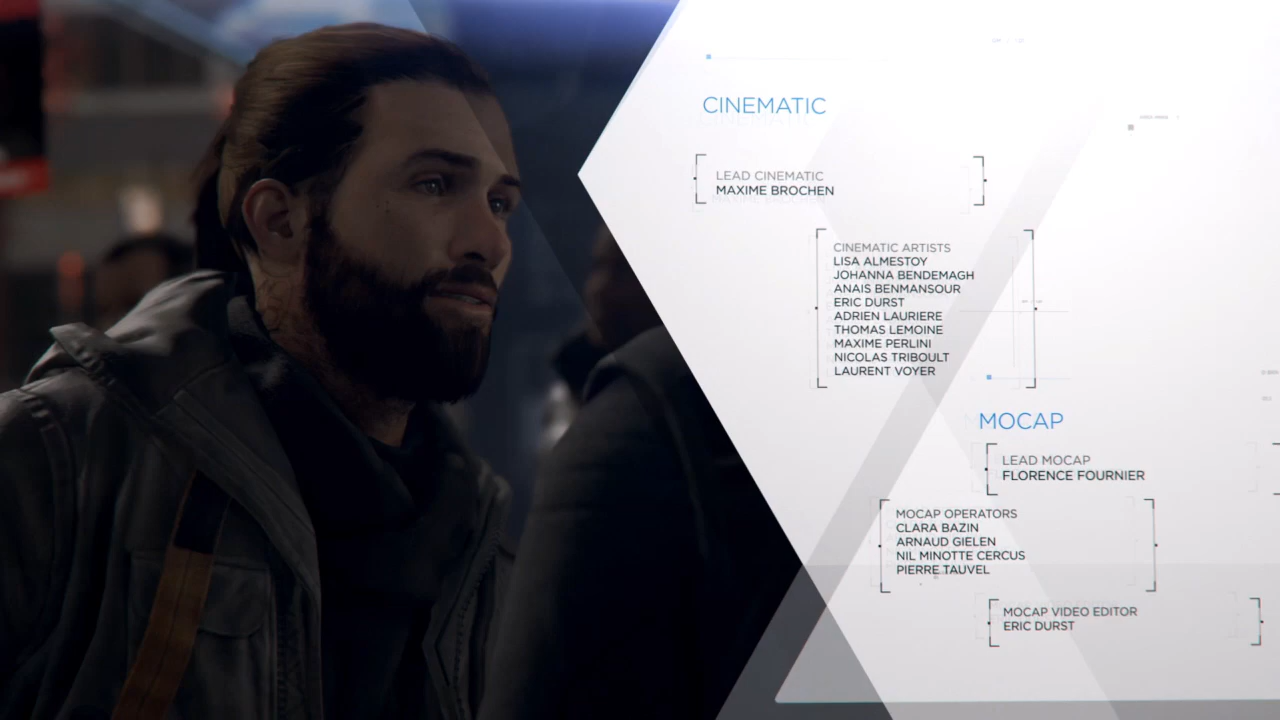 CINEMATIC
LEAD CINEMATIC
MAXIME BROCHEN
CINEMATIC ARTISTS
LISA ALMESTOY
JOHANNA BENDEMAGH
ANAIS BENMANSOUR
ERIC DURST
ADRIEN LAURIERE
THOMAS LEMOINE
MAXIME PERLINI
NICOLAS TRIBOULT
LAURENT VOYER
MOCAP
LEAD MOCAP
FLORENCE FOURNIER
MOCAP OPERATORS
CLARA BAZIN
ARNAUD GIELEN
NIL MINOTTE CERCUS
PIERRE TAUVEL
MOCAP VIDEO EDITOR
ERIC DURST